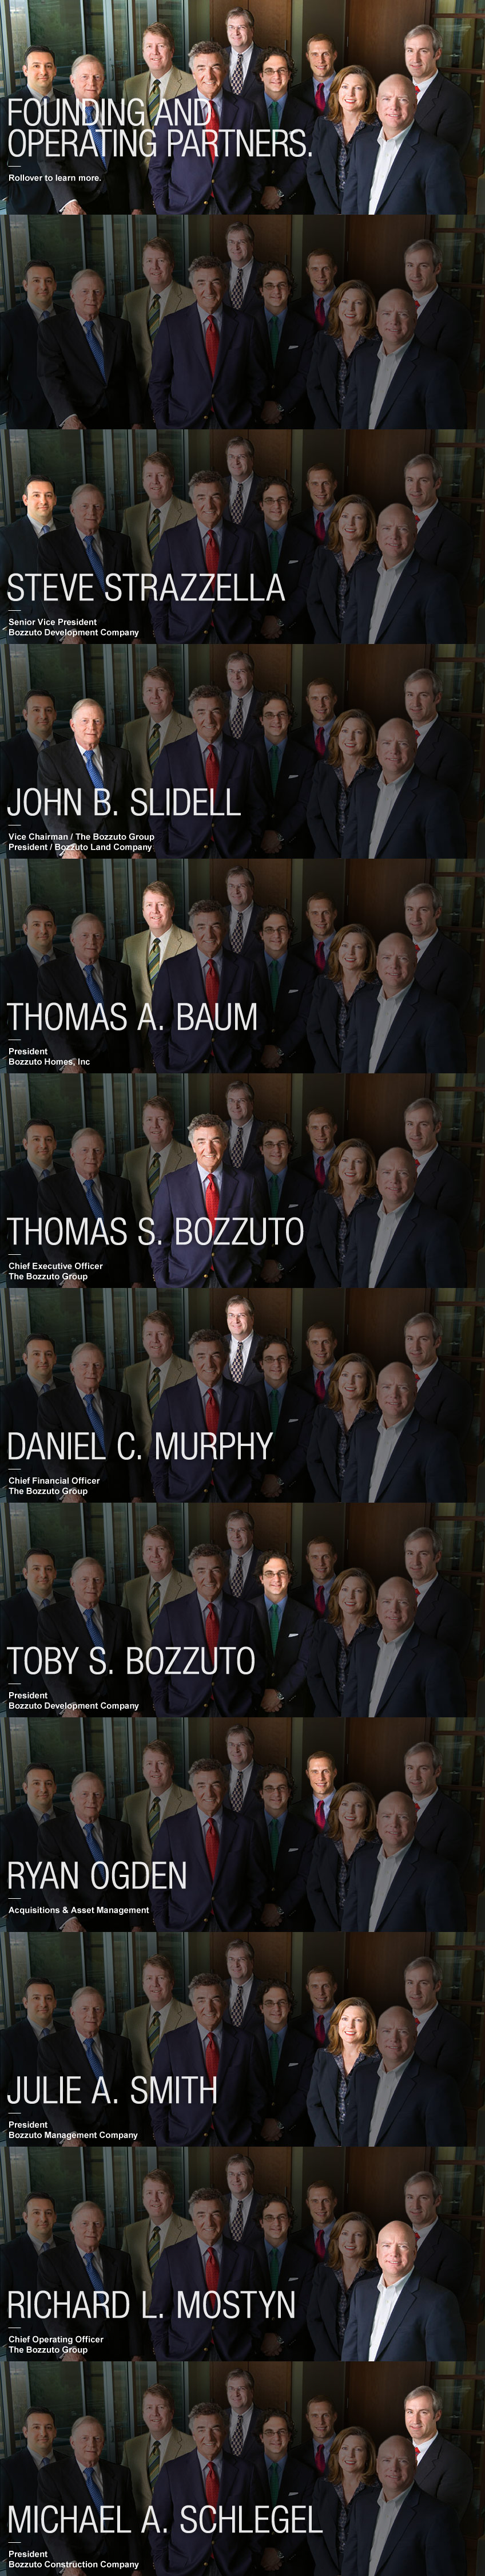 FOUNDING AND
OPERATING PARTNERS.
Rollover to learn more.
STEVE STRAZZELLA
Senior Vice President
Bozzuto Development Company
JOHN B. SLIDELL
Vice Chairman / The Bozzuto Group
President / Bozzuto Land Company
THOMAS A. BAUM
President
Bozzuto Homes, Inc
THOMAS S. BOZZUTO
Chief Executive Officer
The Bozzuto Group
DANIEL C. MURPHY
Chief Financial Officer
The Bozzuto Group
TOBY S. BOZZUTO
President
Bozzuto Development Company
RYAN OGDEN
Acquisitions & Asset Management
JULIE A. SMITH
President
Bozzuto Management Company
RICHARD L. MOSTYN
Chief Operating Officer
The Bozzuto Group
MICHAEL A. SCHLEGEL
President
Bozzuto Construction Company